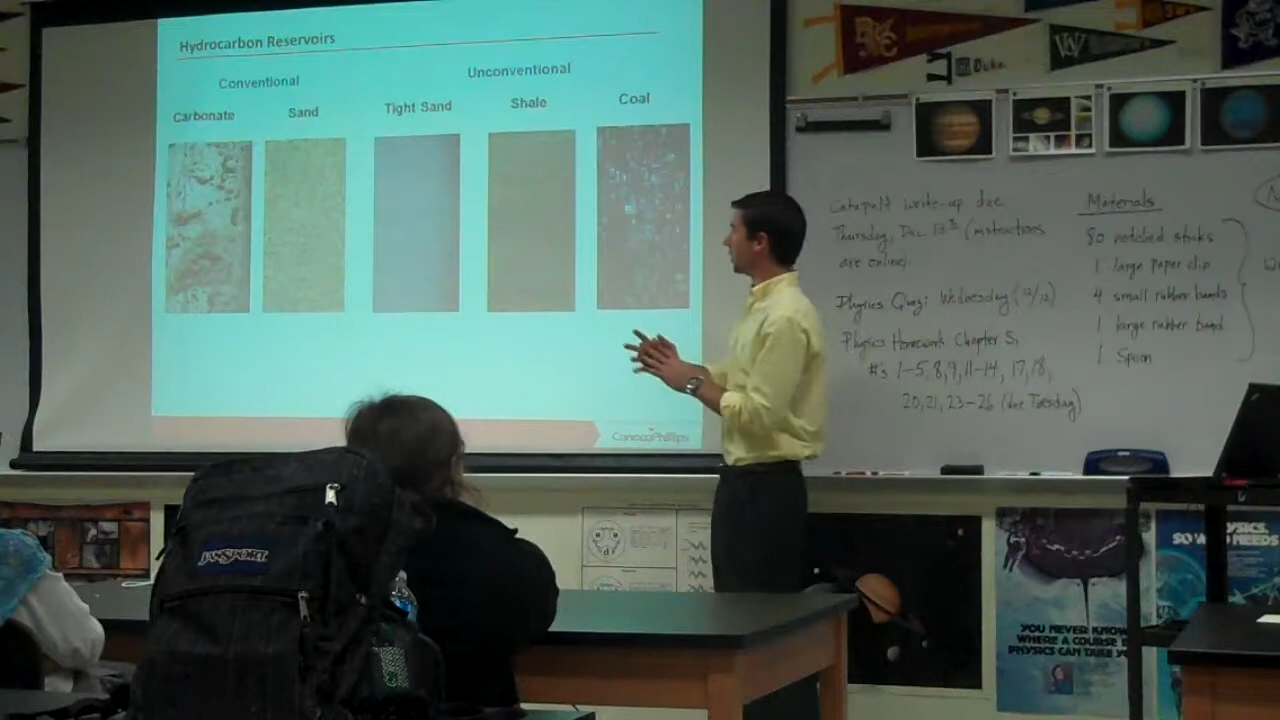 Hydrocarbon Reservoirs
Conventional
Unconventional
Carbonate
Sand
Tight Sand
Shale
Coal
ConocoPhillips
BC
W
Duke
Catapult write-up due
Thursday, Dec 13th (instructions
are online)
Physics Quiz: Wednesday (12/12)
Physics Homework Chapter 5,
#'s 1-5, 8, 9, 11-14, 17, 18,
20, 21, 23-26 (due Tuesday)
Materials
80 notched sticks
1 large paper clip
4 small rubber bands
1 large rubber band
1 Spoon
JANSPORT
YOU NEVER KNOW
WHERE A COURSE
PHYSICS CAN TAKE